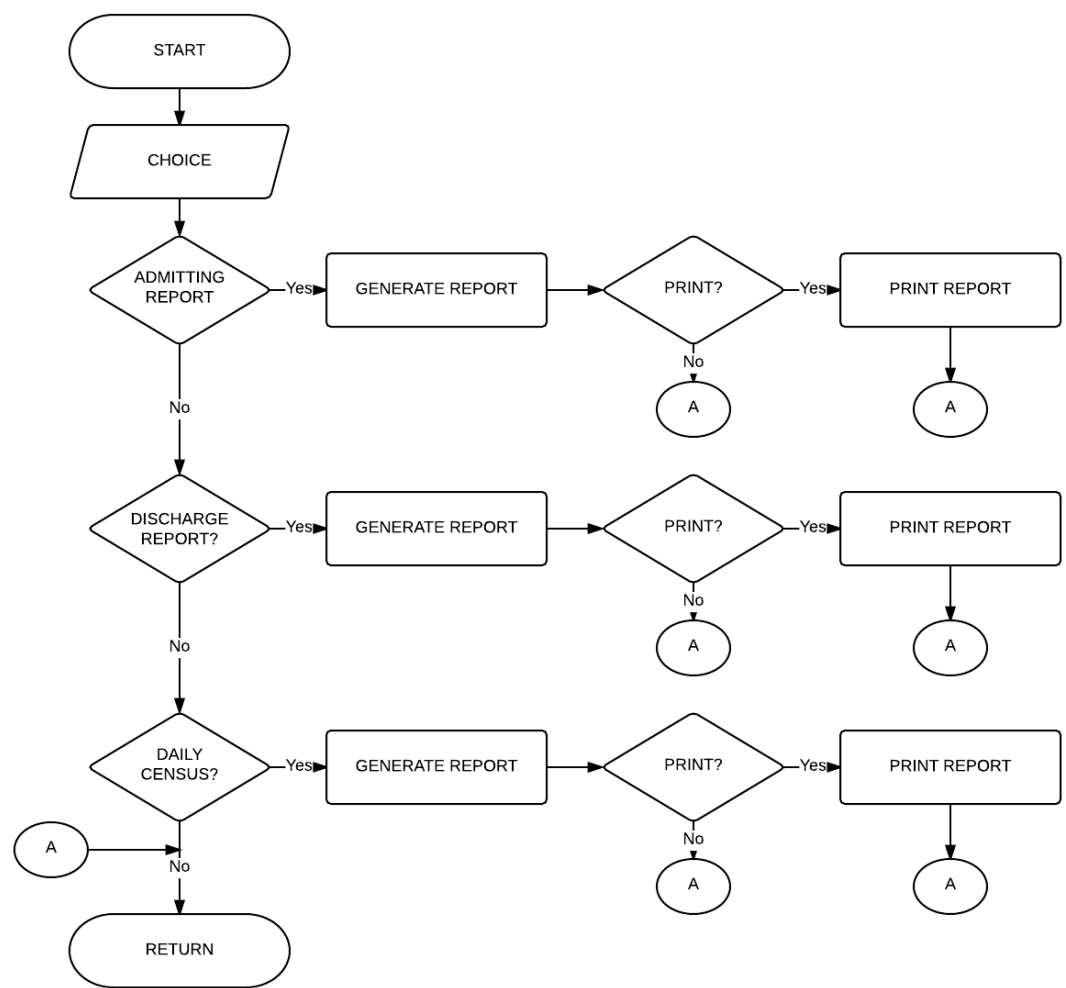 START
CHOICE
ADMITTING
REPORT
Yes
GENERATE REPORT
PRINT?
Yes
PRINT REPORT
No
A
A
No
DISCHARGE
REPORT?
Yes
GENERATE REPORT
PRINT?
Yes
PRINT REPORT
No
A
A
No
DAILY
CENSUS?
Yes
GENERATE REPORT
PRINT?
Yes
PRINT REPORT
No
A
A
A
No
RETURN